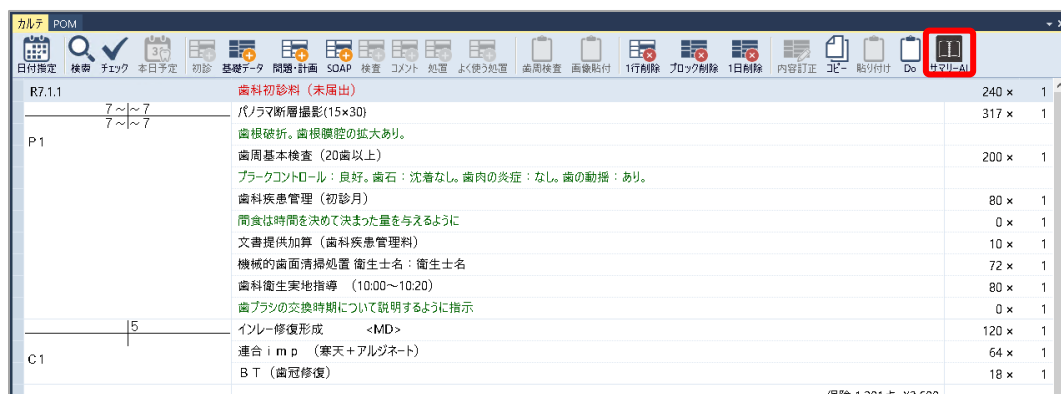 カルテ POM
日付指定 検索 チェック 本日予定 初診 基礎データ 問題・計画 SOAP 検査 コメント 処置 よく使う処置 歯周検査 画像貼付 1行削除 ブロック削除 1日削除 内容訂正 コピー 貼り付け Do サマリーAI
R7.1.1 歯科初診料（未届出） 240 × 1
7～|～7 パノラマ断層撮影(15×30) 317 × 1
7～|～7
歯根破折。歯根膜腔の拡大あり。
P1
歯周基本検査（20歯以上） 200 × 1
プラークコントロール：良好。歯石：沈着なし。歯肉の炎症：なし。歯の動揺：あり。
歯科疾患管理（初診月） 80 × 1
間食は時間を決めて決まった量を与えるように 0 × 1
文書提供加算（歯科疾患管理料） 10 × 1
機械的歯面清掃処置 衛生士名：衛生士名 72 × 1
歯科衛生実地指導 （10:00～10:20） 80 × 1
歯ブラシの交換時期について説明するように指示 0 × 1
|5 インレー修復形成 <MD> 120 × 1
C1 連合ｉｍｐ （寒天＋アルジネート） 64 × 1
ＢＴ（歯冠修復） 18 × 1